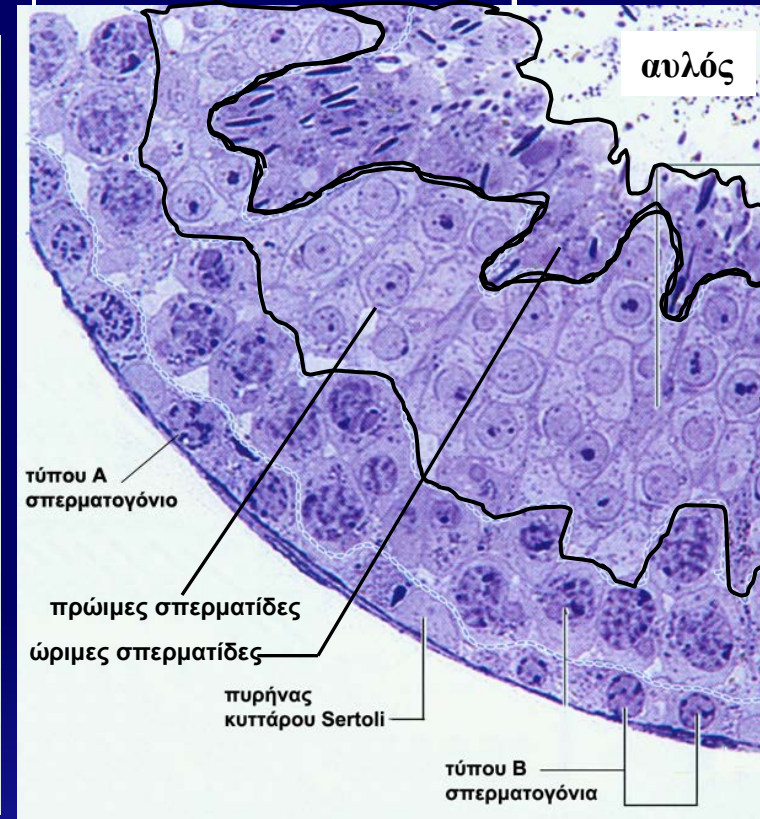 αυλός
τύπου Α
σπερματογόνιο
πρώιμες σπερματίδες
ώριμες σπερματίδες
πυρήνας
κυττάρου Sertoli
τύπου Β
σπερματογόνια